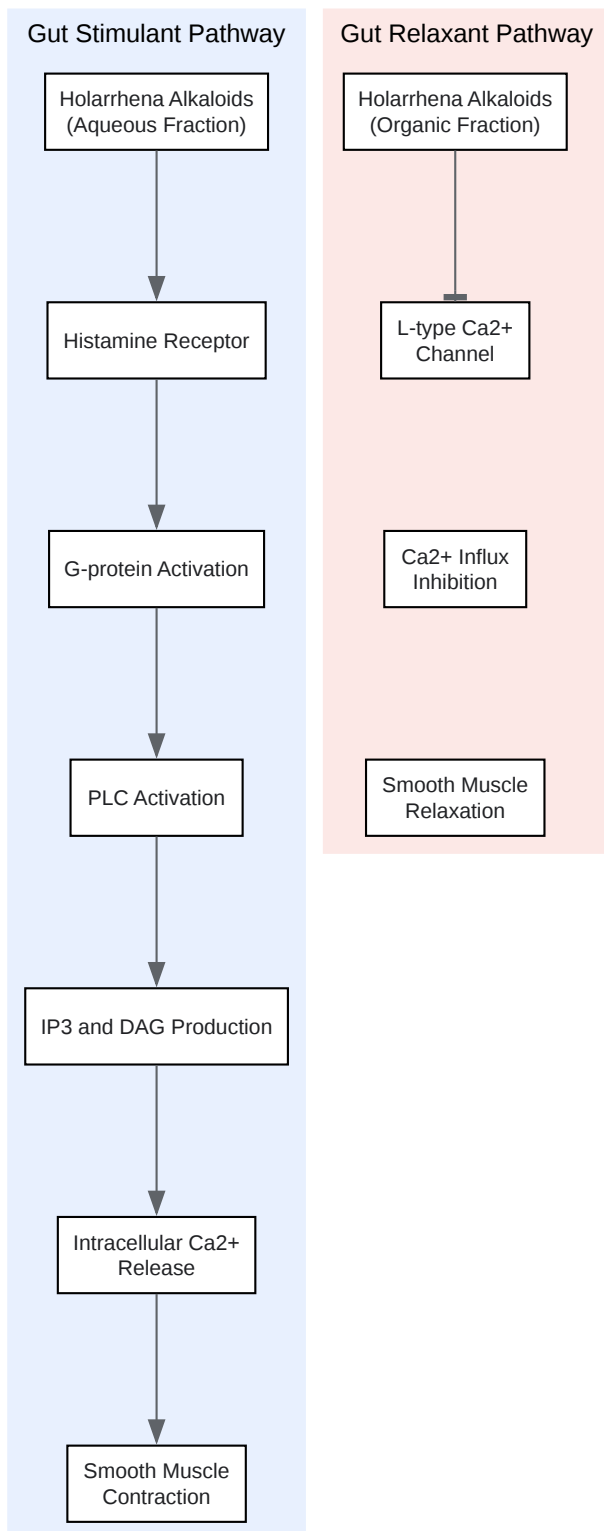 Gut Stimulant Pathway
Holarrhena Alkaloids
(Aqueous Fraction)
Histamine Receptor
G-protein Activation
PLC Activation
IP3 and DAG Production
Intracellular Ca2+
Release
Smooth Muscle
Contraction
Gut Relaxant Pathway
Holarrhena Alkaloids
(Organic Fraction)
L-type Ca2+
Channel
Ca2+ Influx
Inhibition
Smooth Muscle
Relaxation